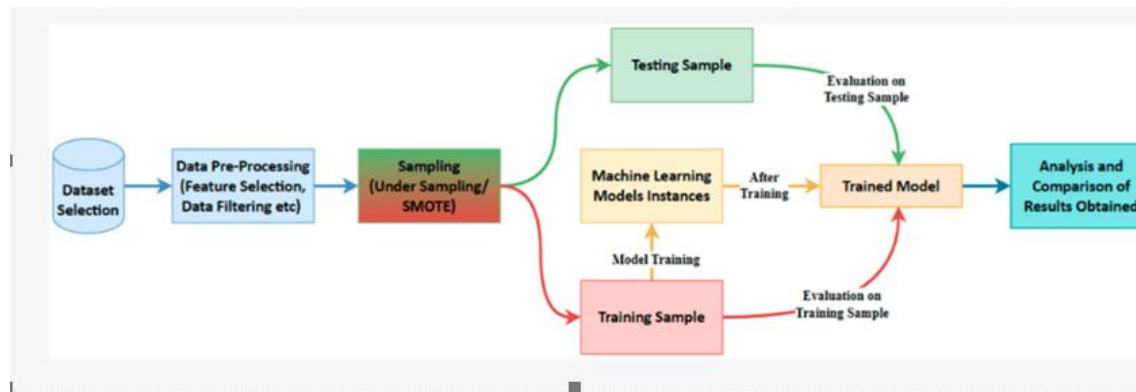 Dataset
Selection
Data Pre-Processing
(Feature Selection,
Data Filtering etc)
Sampling
(Under Sampling/
SMOTE)
Testing Sample
Evaluation on
Testing Sample
Machine Learning
Models Instances
After
Training
Trained Model
Analysis and
Comparison of
Results Obtained
Model Training
Training Sample
Evaluation on
Training Sample